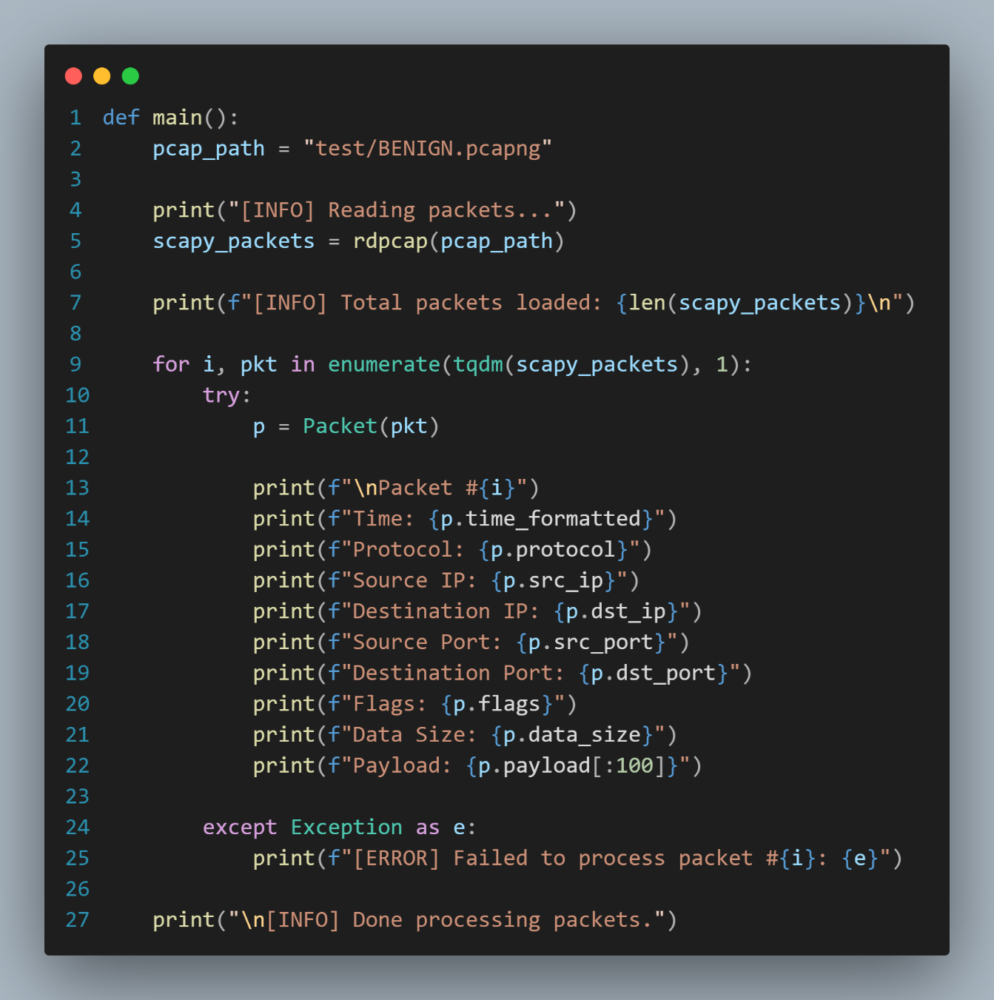 1 def main():
2     pcap_path = "test/BENIGN.pcapng"
3
4     print("[INFO] Reading packets...")
5     scapy_packets = rdpcap(pcap_path)
6
7     print(f"[INFO] Total packets loaded: {len(scapy_packets)}\n")
8
9     for i, pkt in enumerate(tqdm(scapy_packets), 1):
10         try:
11             p = Packet(pkt)
12
13             print(f"\nPacket #{i}")
14             print(f"Time: {p.time_formatted}")
15             print(f"Protocol: {p.protocol}")
16             print(f"Source IP: {p.src_ip}")
17             print(f"Destination IP: {p.dst_ip}")
18             print(f"Source Port: {p.src_port}")
19             print(f"Destination Port: {p.dst_port}")
20             print(f"Flags: {p.flags}")
21             print(f"Data Size: {p.data_size}")
22             print(f"Payload: {p.payload[:100]}")
23
24         except Exception as e:
25             print(f"[ERROR] Failed to process packet #{i}: {e}")
26
27     print("\n[INFO] Done processing packets.")